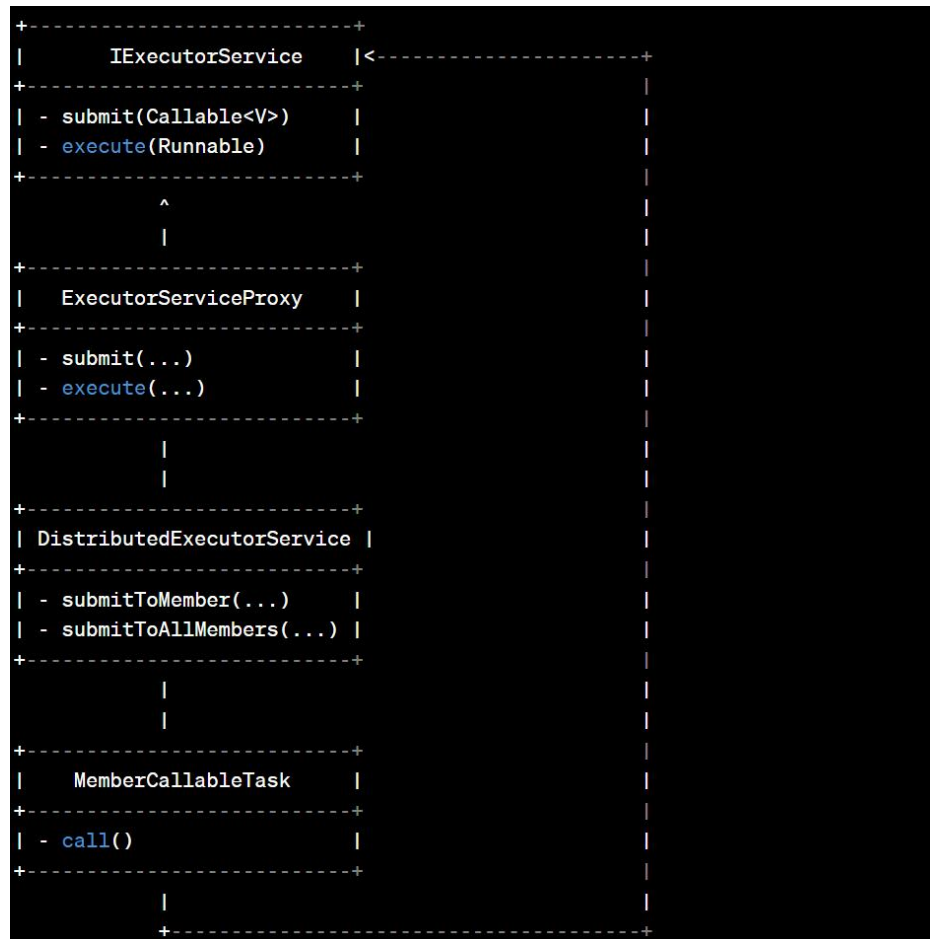 +---------------------------+
|       IExecutorService    |<----------------------+
+---------------------------+                       |
| - submit(Callable<V>)     |                       |
| - execute(Runnable)       |                       |
+---------------------------+                       |
            ^                                       |
            |                                       |
+---------------------------+                       |
|   ExecutorServiceProxy    |                       |
+---------------------------+                       |
| - submit(...)             |                       |
| - execute(...)            |                       |
+---------------------------+                       |
            |                                       |
            |                                       |
+---------------------------+                       |
| DistributedExecutorService |                      |
+---------------------------+                       |
| - submitToMember(...)     |                       |
| - submitToAllMembers(...) |                       |
+---------------------------+                       |
            |                                       |
            |                                       |
+---------------------------+                       |
|    MemberCallableTask     |                       |
+---------------------------+                       |
| - call()                  |                       |
+---------------------------+                       |
            |                                       |
            +---------------------------------------+